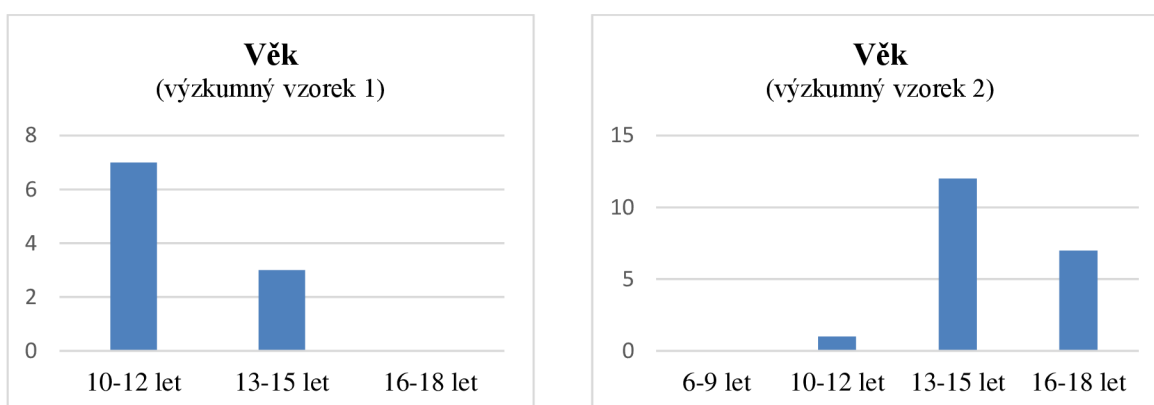 Věk
(výzkumný vzorek 1)
8
6
4
2
0
10-12 let 13-15 let 16-18 let
Věk
(výzkumný vzorek 2)
15
10
5
0
6-9 let 10-12 let 13-15 let 16-18 let